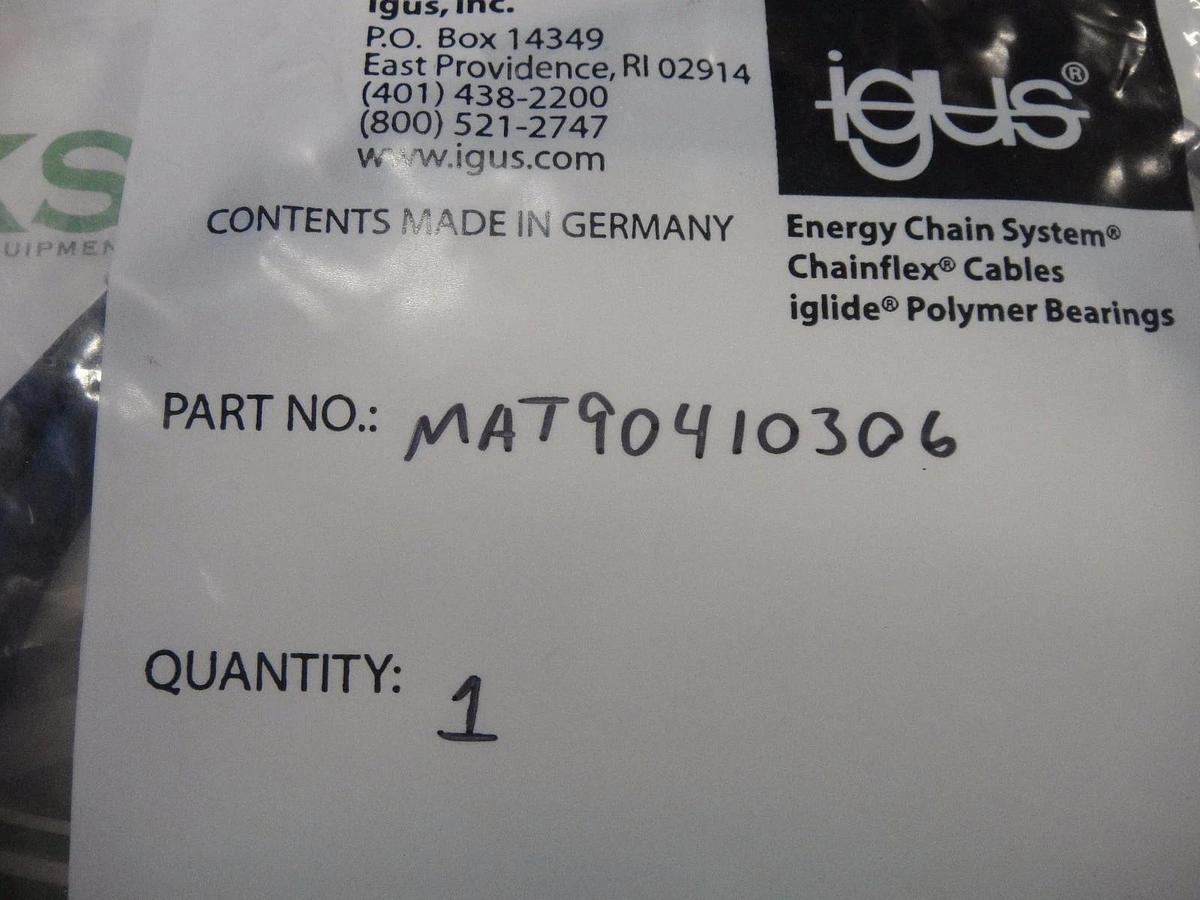 igus, inc.
P.O. Box 14349
East Providence, RI 02914
(401) 438-2200
(800) 521-2747
www.igus.com
igus®
CONTENTS MADE IN GERMANY
Energy Chain System®
Chainflex® Cables
iglide® Polymer Bearings
PART NO.: MAT90410306
QUANTITY: 1